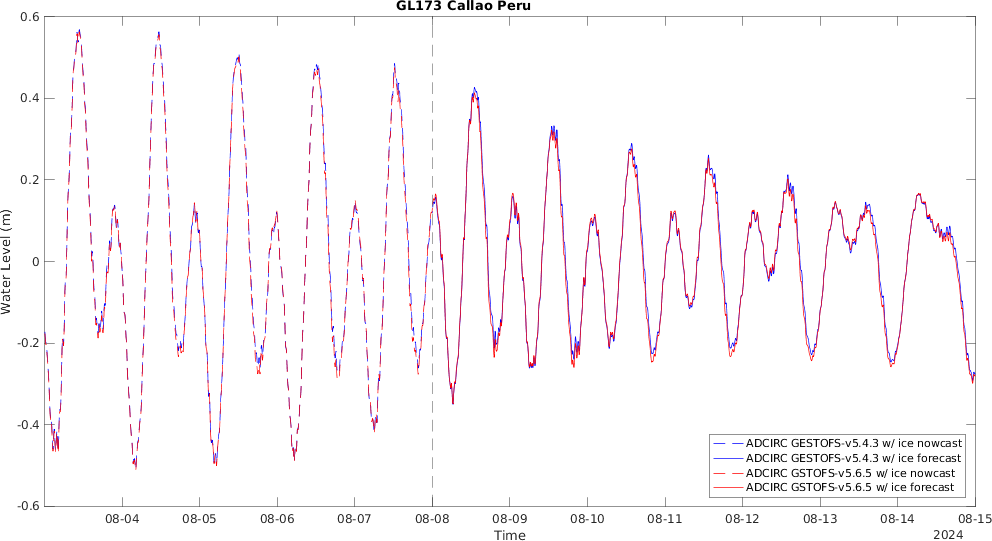 GL173 Callao Peru
0.6
0.4
0.2
0
-0.2
-0.4
-0.6
Water Level (m)
08-04 08-05 08-06 08-07 08-08 08-09 08-10 08-11 08-12 08-13 08-14 08-15
Time
2024
ADCIRC GESTOFS-v5.4.3 w/ ice nowcast
ADCIRC GESTOFS-v5.4.3 w/ ice forecast
ADCIRC GSTOFS-v5.6.5 w/ ice nowcast
ADCIRC GSTOFS-v5.6.5 w/ ice forecast